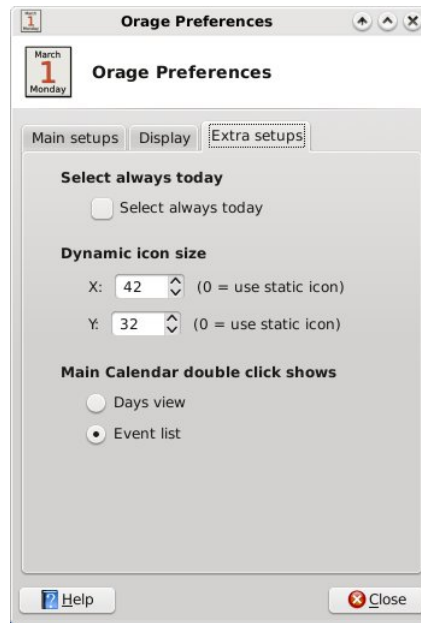 Orage Preferences
March
1
Monday
Orage Preferences
Main setups Display Extra setups
Select always today
Select always today
Dynamic icon size
X: 42 (0 = use static icon)
Y: 32 (0 = use static icon)
Main Calendar double click shows
Days view
Event list
Help Close